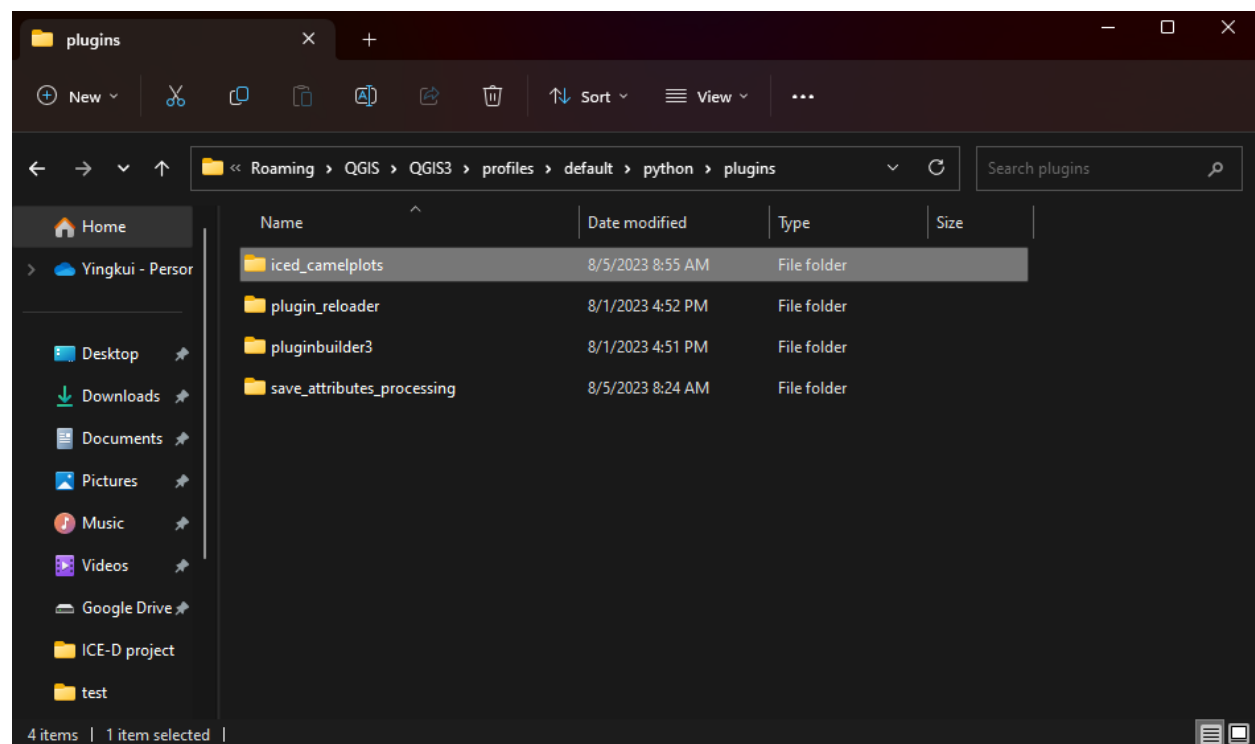 plugins
New
Sort
View
« Roaming > QGIS > QGIS3 > profiles > default > python > plugins
Search plugins
Home
Yingkui - Persor
Desktop
Downloads
Documents
Pictures
Music
Videos
Google Drive
ICE-D project
test
Name Date modified Type Size
iced_camelplots 8/5/2023 8:55 AM File folder
plugin_reloader 8/1/2023 4:52 PM File folder
pluginbuilder3 8/1/2023 4:51 PM File folder
save_attributes_processing 8/5/2023 8:24 AM File folder
4 items | 1 item selected |